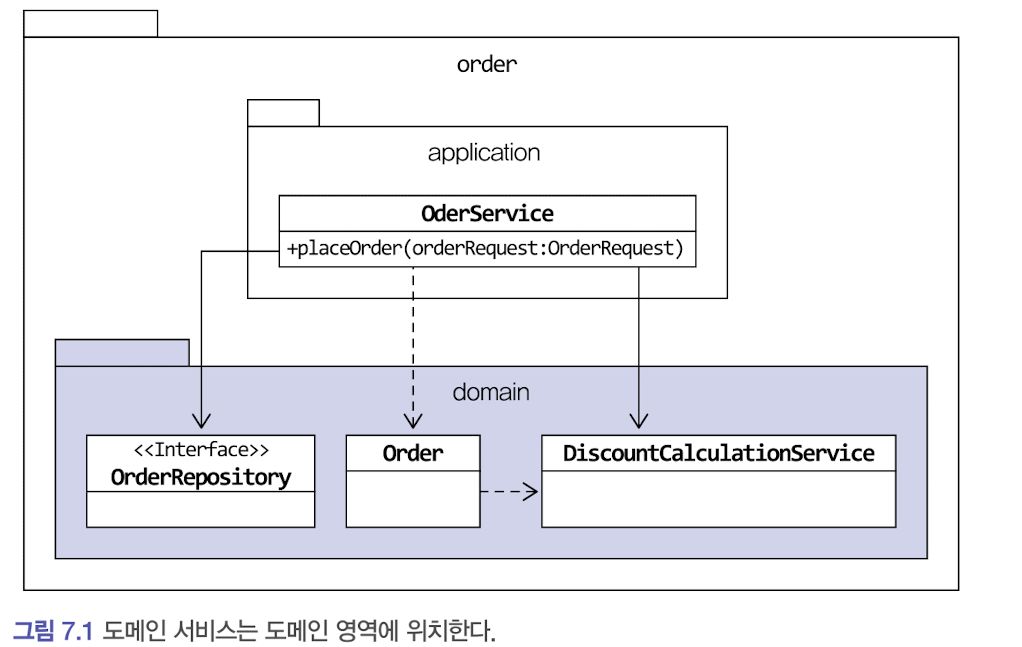 order
application
OderService
+placeOrder(orderRequest:OrderRequest)
domain
<<Interface>>
OrderRepository
Order
DiscountCalculationService
그림 7.1 도메인 서비스는 도메인 영역에 위치한다.